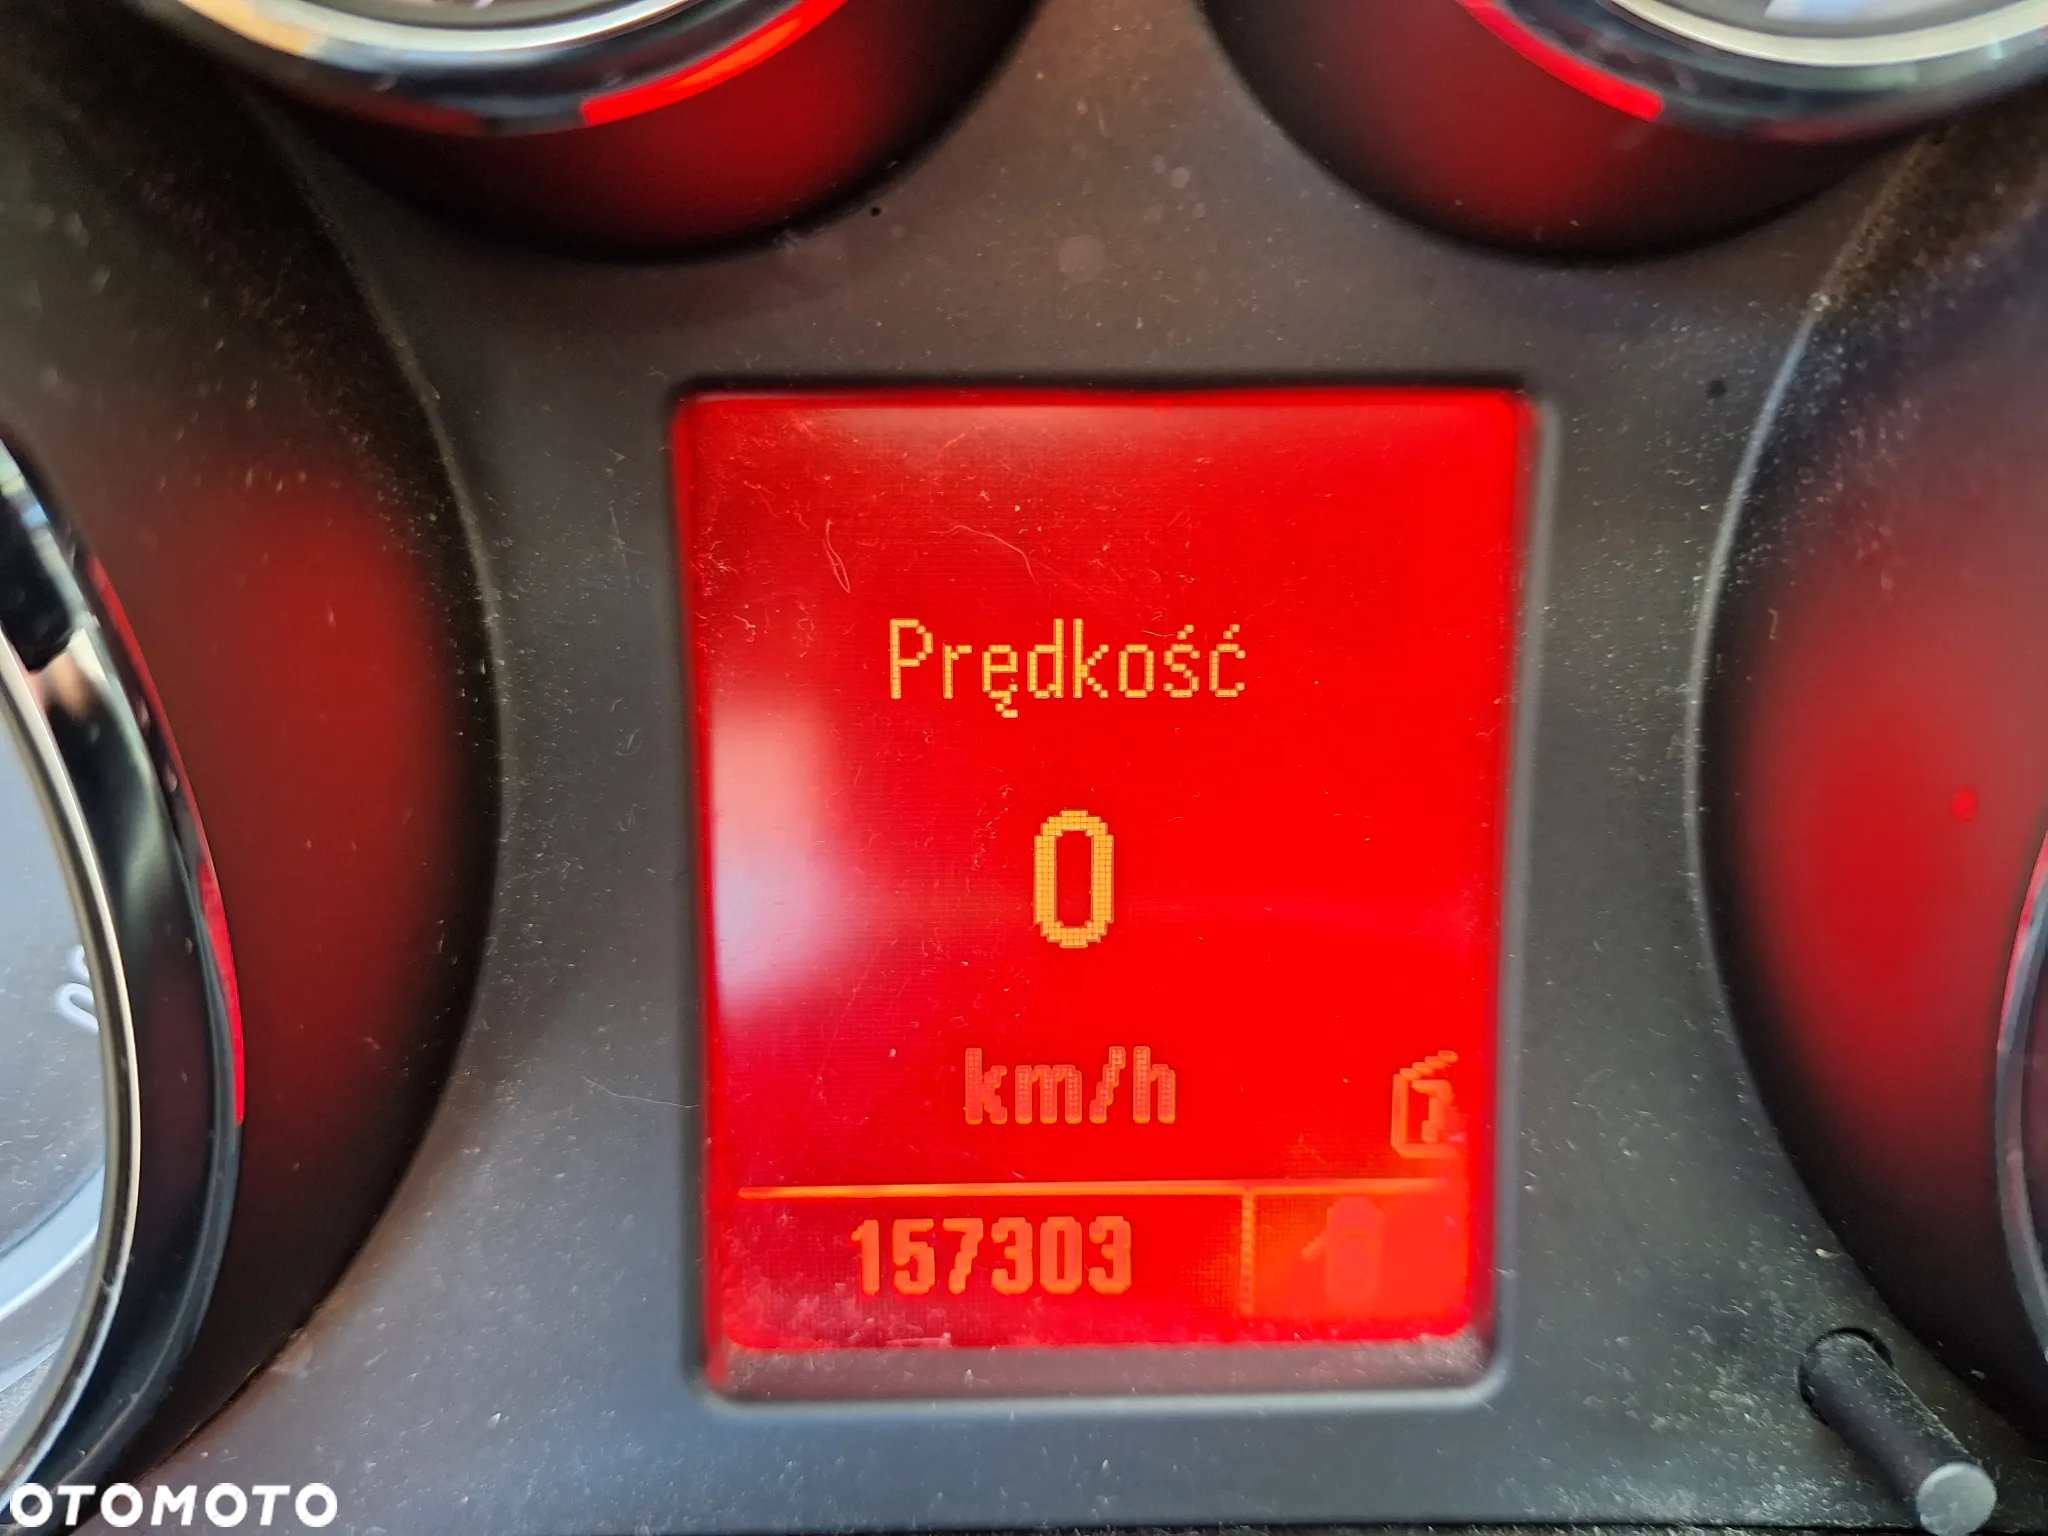 Prędkość
0
km/h
157303
OTOMOTO